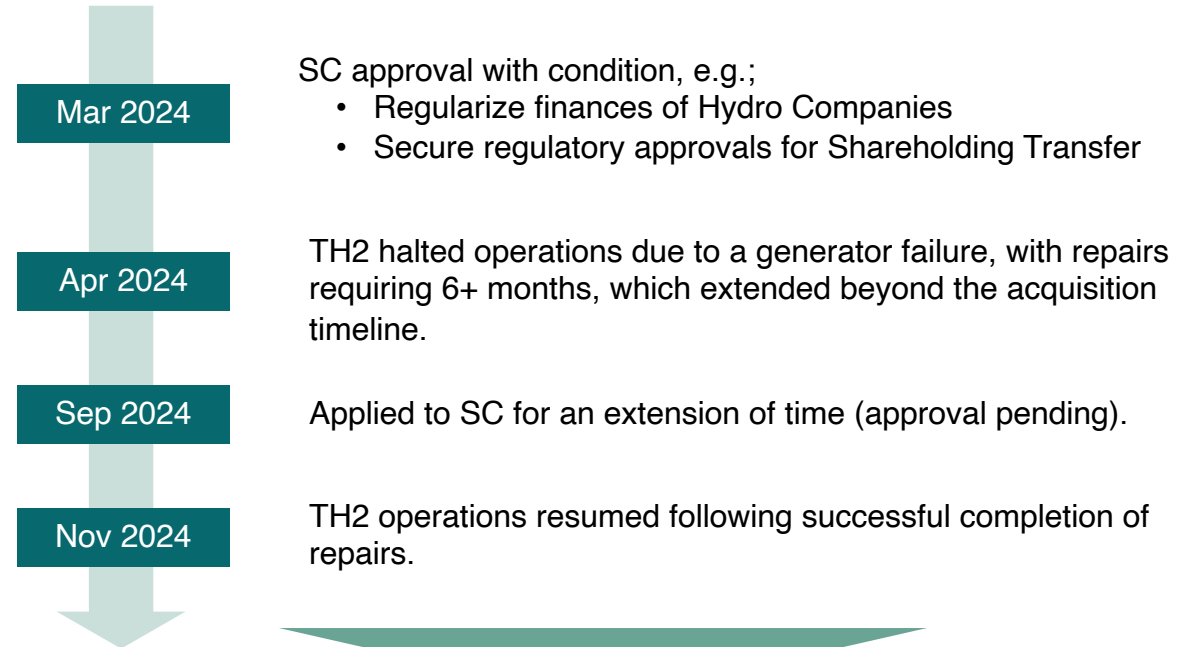 Mar 2024
SC approval with condition, e.g.;
• Regularize finances of Hydro Companies
• Secure regulatory approvals for Shareholding Transfer
Apr 2024
TH2 halted operations due to a generator failure, with repairs
requiring 6+ months, which extended beyond the acquisition
timeline.
Sep 2024
Applied to SC for an extension of time (approval pending).
Nov 2024
TH2 operations resumed following successful completion of
repairs.